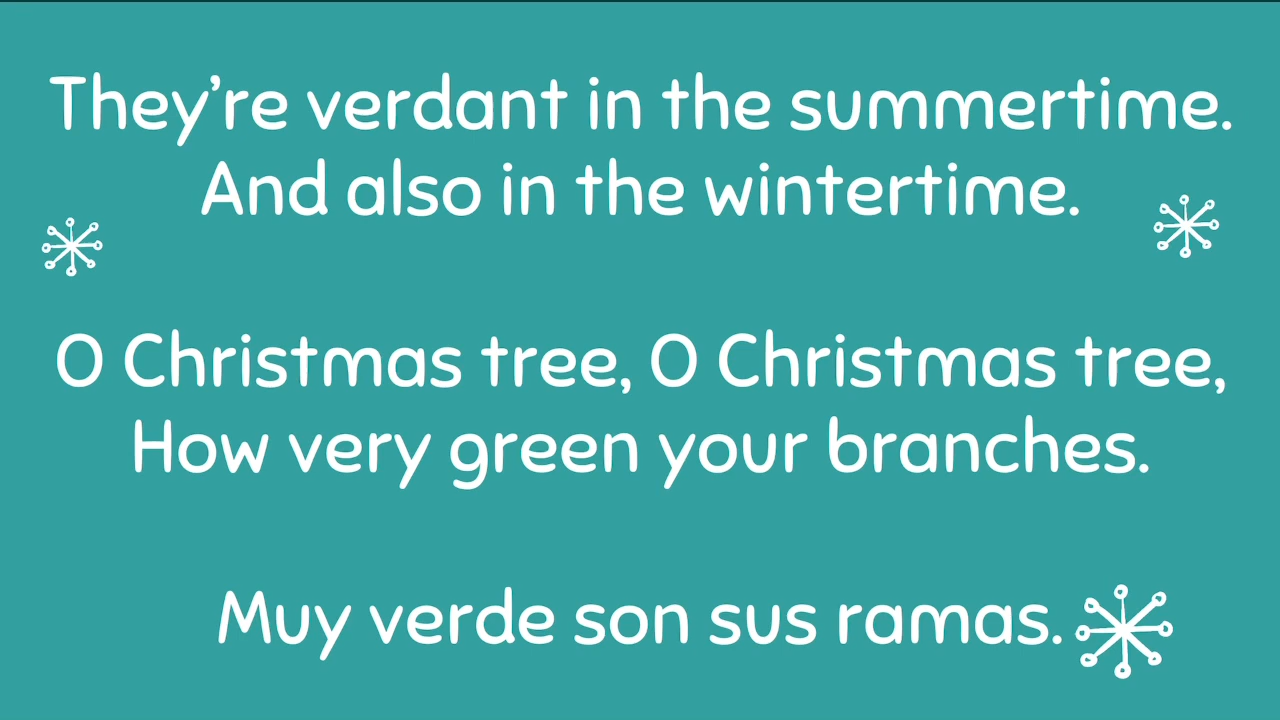 They’re verdant in the summertime.
And also in the wintertime.
O Christmas tree, O Christmas tree,
How very green your branches.
Muy verde son sus ramas.